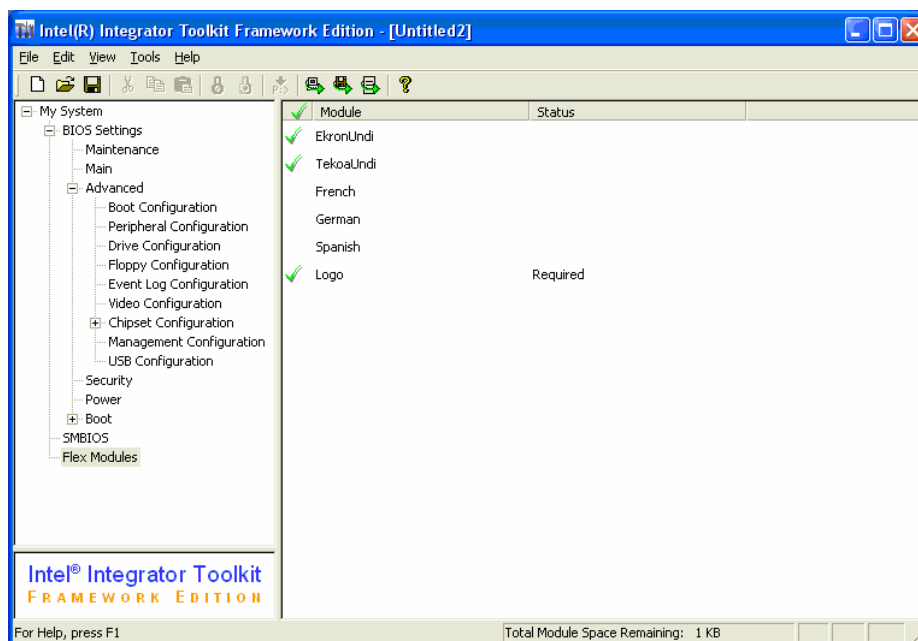 Intel(R) Integrator Toolkit Framework Edition - [Untitled2]
File Edit View Tools Help
My System
BIOS Settings
Maintenance
Main
Advanced
Boot Configuration
Peripheral Configuration
Drive Configuration
Floppy Configuration
Event Log Configuration
Video Configuration
Chipset Configuration
Management Configuration
USB Configuration
Security
Power
Boot
SMBIOS
Flex Modules
Module Status
EkronUndi
TekoaUndi
French
German
Spanish
Logo Required
Intel® Integrator Toolkit
FRAMEWORK EDITION
For Help, press F1
Total Module Space Remaining: 1 KB